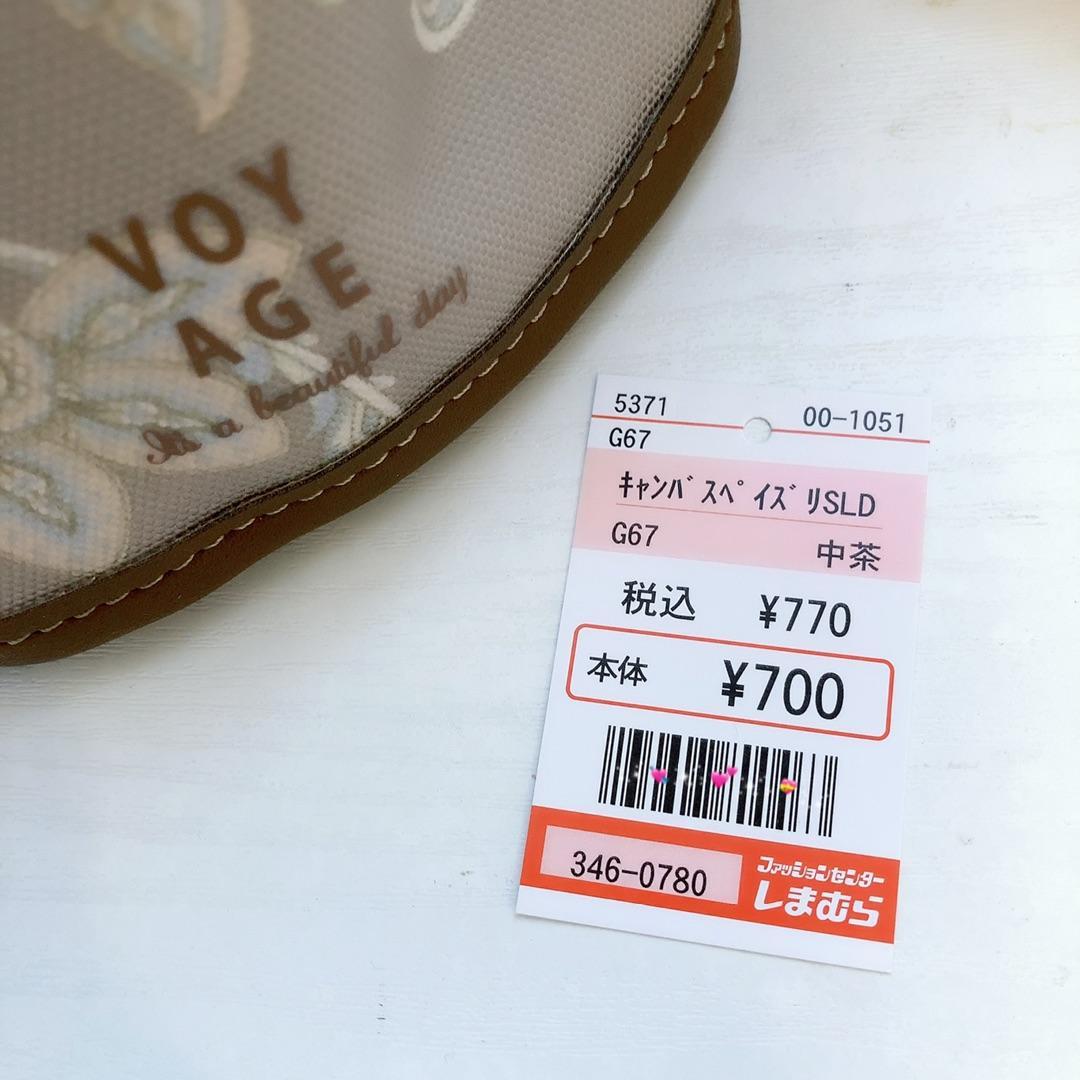 VOY
AGE
It's a beautiful day
5371 00-1051
G67
ｷｬﾝﾊﾞｽﾍﾟｲｽﾞﾘSLD
G67 中茶
税込 ¥770
本体 ¥700
346-0780
ファッションセンター
しまむら